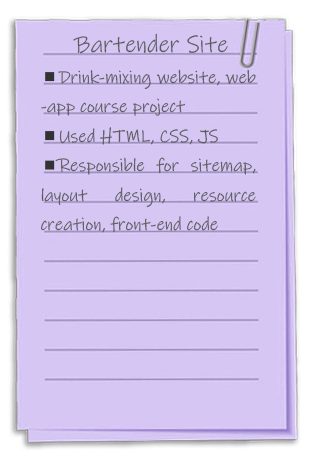 Bartender Site
■ Drink-mixing website, web
-app course project
■ Used HTML, CSS, JS
■ Responsible for sitemap,
layout design, resource
creation, front-end code